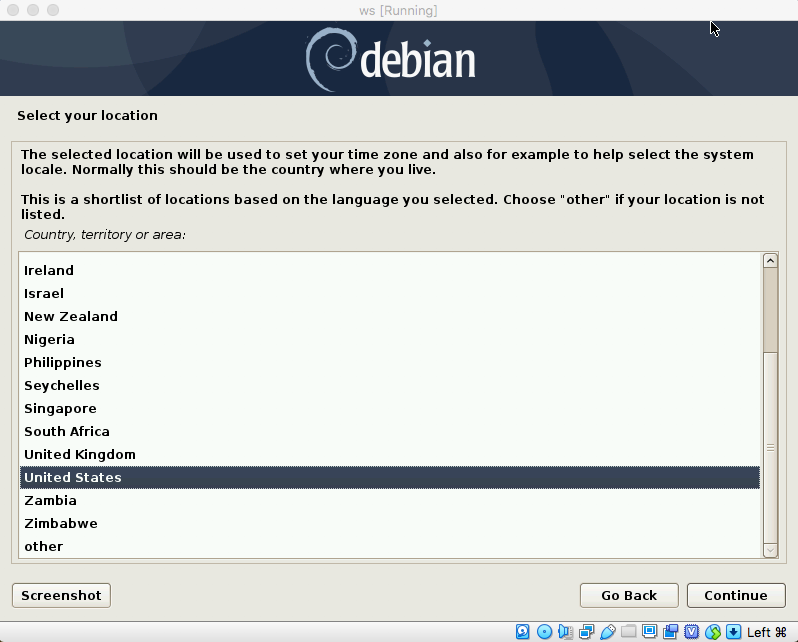 ws [Running]
debian
Select your location
The selected location will be used to set your time zone and also for example to help select the system
locale. Normally this should be the country where you live.
This is a shortlist of locations based on the language you selected. Choose "other" if your location is not
listed.
Country, territory or area:
Ireland
Israel
New Zealand
Nigeria
Philippines
Seychelles
Singapore
South Africa
United Kingdom
United States
Zambia
Zimbabwe
other
Screenshot
Go Back
Continue
Left ⌘